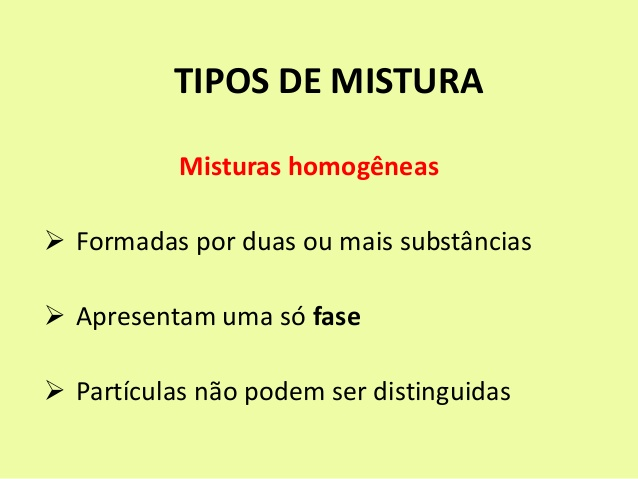 TIPOS DE MISTURA
Misturas homogêneas
➢ Formadas por duas ou mais substâncias
➢ Apresentam uma só fase
➢ Partículas não podem ser distinguidas